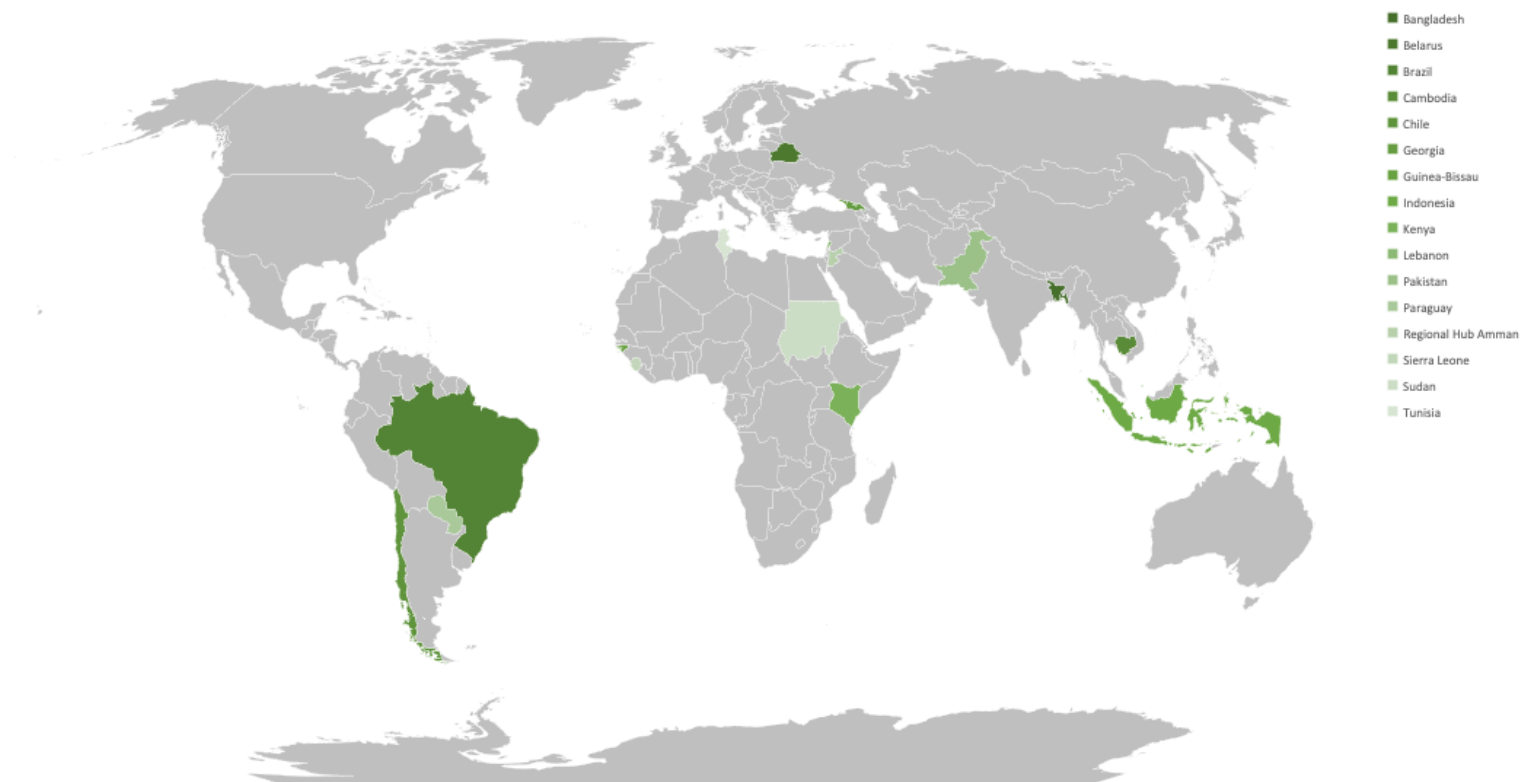 Bangladesh
Belarus
Brazil
Cambodia
Chile
Georgia
Guinea-Bissau
Indonesia
Kenya
Lebanon
Pakistan
Paraguay
Regional Hub Amman
Sierra Leone
Sudan
Tunisia